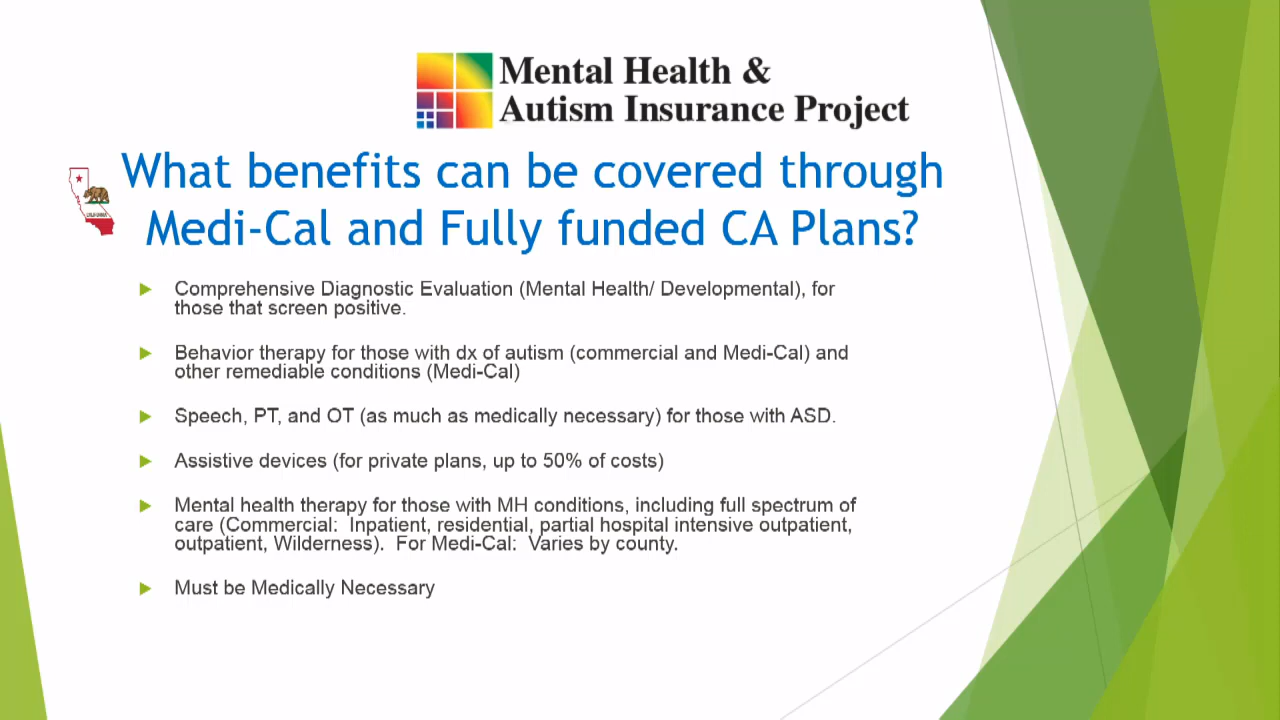 Mental Health &
Autism Insurance Project
What benefits can be covered through
Medi-Cal and Fully funded CA Plans?
Comprehensive Diagnostic Evaluation (Mental Health/ Developmental), for
those that screen positive.
Behavior therapy for those with dx of autism (commercial and Medi-Cal) and
other remediable conditions (Medi-Cal)
Speech, PT, and OT (as much as medically necessary) for those with ASD.
Assistive devices (for private plans, up to 50% of costs)
Mental health therapy for those with MH conditions, including full spectrum of
care (Commercial:  Inpatient, residential, partial hospital intensive outpatient,
outpatient, Wilderness).  For Medi-Cal:  Varies by county.
Must be Medically Necessary